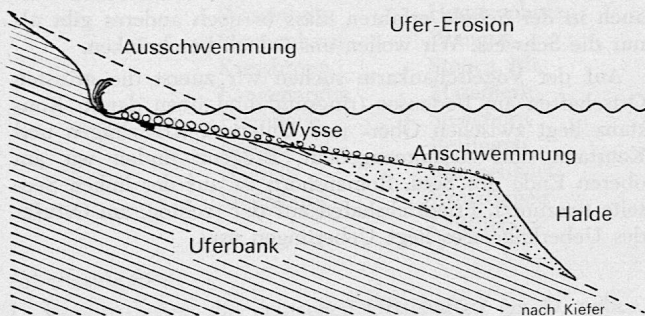 Ufer-Erosion
Ausschwemmung
Wysse
Anschwemmung
Halde
Uferbank
nach Kiefer